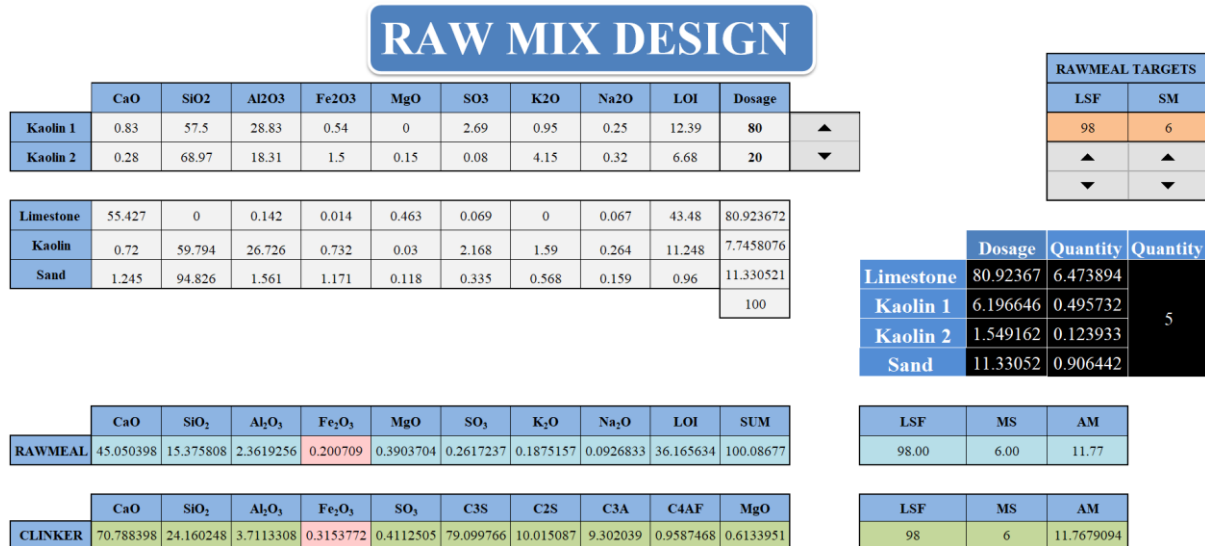 RAW MIX DESIGN
RAWMEAL TARGETS
LSF SM
98 6
CaO SiO2 Al2O3 Fe2O3 MgO SO3 K2O Na2O LOI Dosage
Kaolin 1 0.83 57.5 28.83 0.54 0 2.69 0.95 0.25 12.39 80
Kaolin 2 0.28 68.97 18.31 1.5 0.15 0.08 4.15 0.32 6.68 20
Limestone 55.427 0 0.142 0.014 0.463 0.069 0 0.067 43.48 80.923672
Kaolin 0.72 59.794 26.726 0.732 0.03 2.168 1.59 0.264 11.248 7.7458076
Sand 1.245 94.826 1.561 1.171 0.118 0.335 0.568 0.159 0.96 11.330521
100
Dosage Quantity Quantity
Limestone 80.92367 6.473894
Kaolin 1 6.196646 0.495732
5
Kaolin 2 1.549162 0.123933
Sand 11.33052 0.906442
CaO SiO₂ Al₂O₃ Fe₂O₃ MgO SO₃ K₂O Na₂O LOI SUM
RAWMEAL 45.050398 15.375808 2.3619256 0.200709 0.3903704 0.2617237 0.1875157 0.0926833 36.165634 100.08677
LSF MS AM
98.00 6.00 11.77
CaO SiO₂ Al₂O₃ Fe₂O₃ SO₃ C3S C2S C3A C4AF MgO
CLINKER 70.788398 24.160248 3.7113308 0.3153772 0.4112505 79.099766 10.015087 9.302039 0.9587468 0.6133951
LSF MS AM
98 6 11.7679094